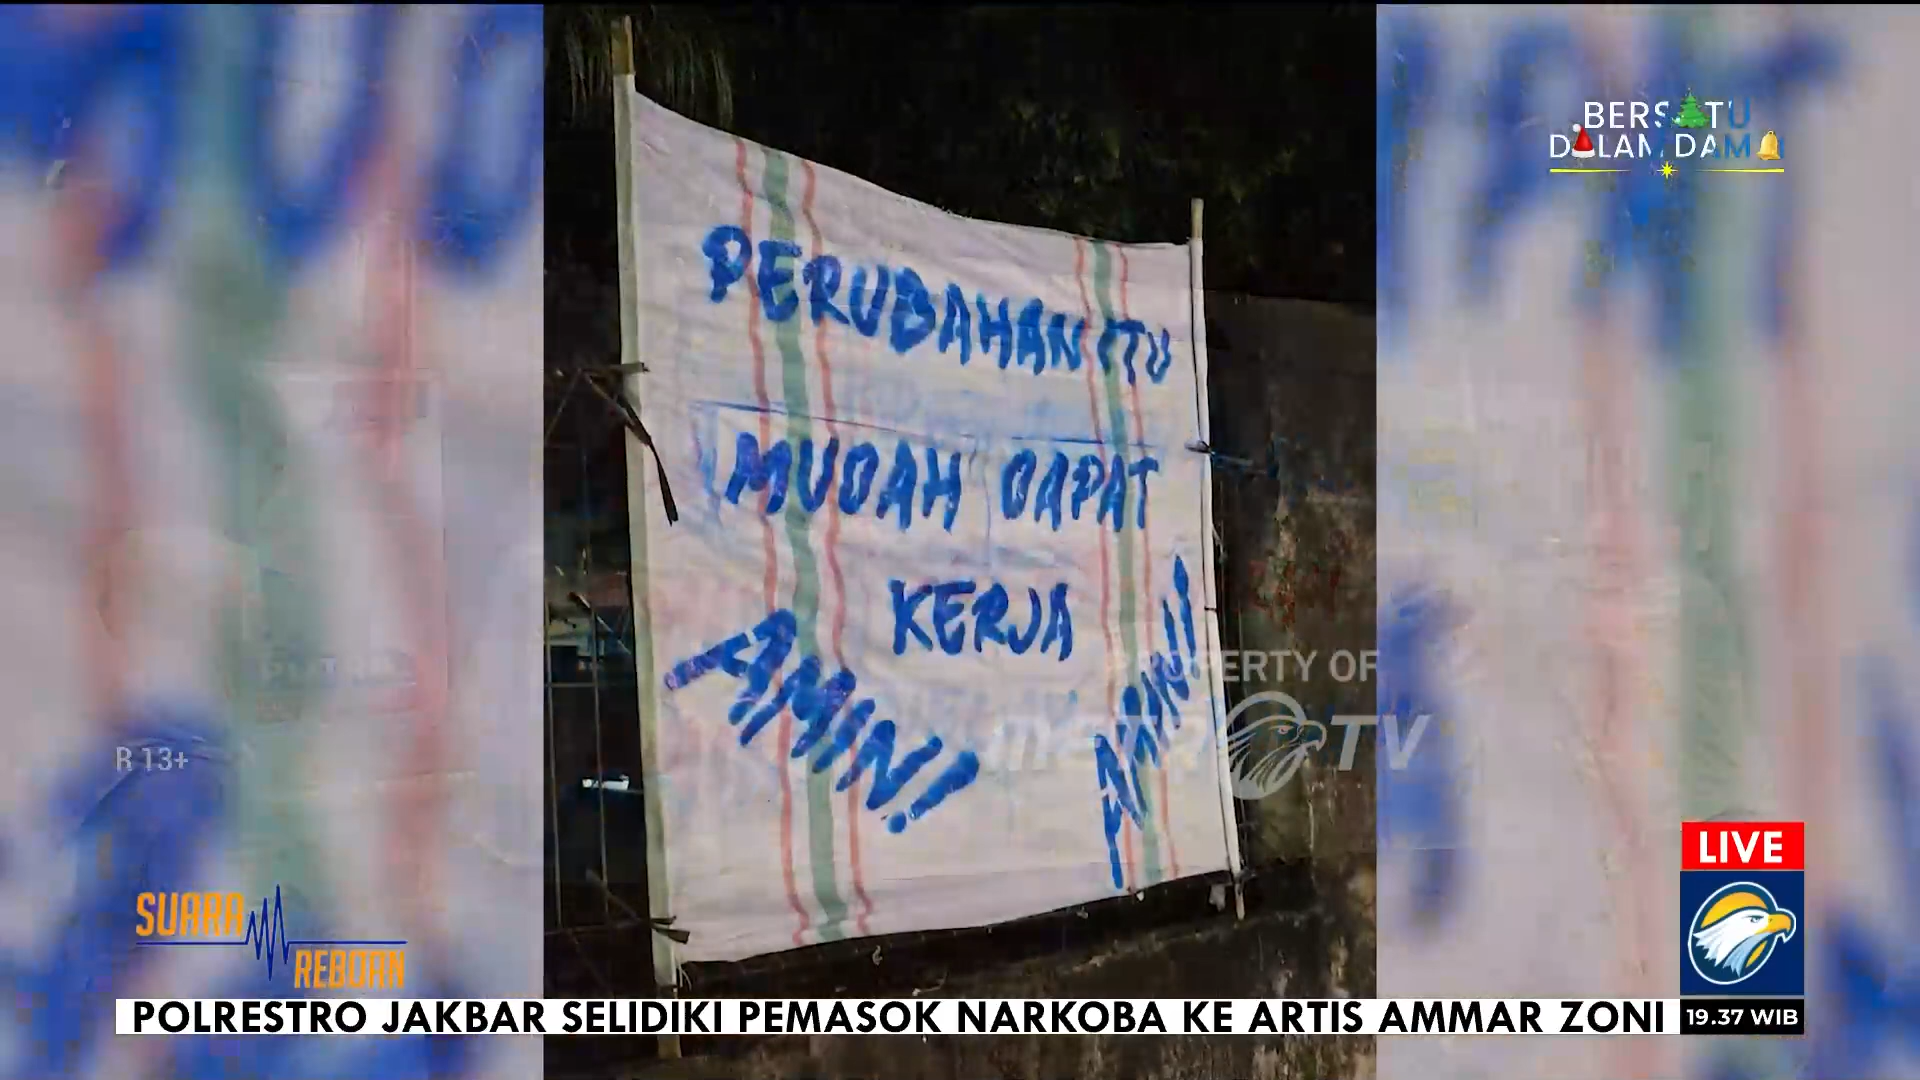 BERSATU
DALAM DAMAI
PERUBAHAN ITU
MUDAH DAPAT
KERJA
AMIN!
AMIN!!
PROPERTY OF
METRO TV
R 13+
LIVE
SUARA
REBORN
POLRESTRO JAKBAR SELIDIKI PEMASOK NARKOBA KE ARTIS AMMAR ZONI
19.37 WIB